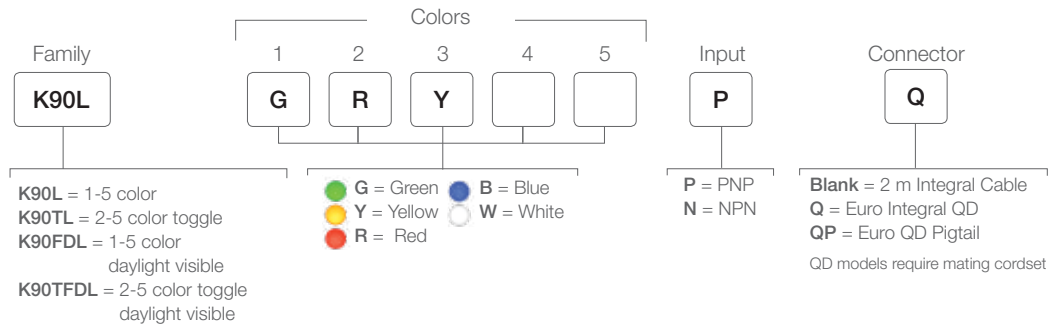 Colors
Family 1 2 3 4 5 Input Connector
K90L G R Y P Q
K90L = 1-5 color
K90TL = 2-5 color toggle
K90FDL = 1-5 color
daylight visible
K90TFDL = 2-5 color toggle
daylight visible
G = Green B = Blue
Y = Yellow W = White
R = Red
P = PNP
N = NPN
Blank = 2 m Integral Cable
Q = Euro Integral QD
QP = Euro QD Pigtail
QD models require mating cordset